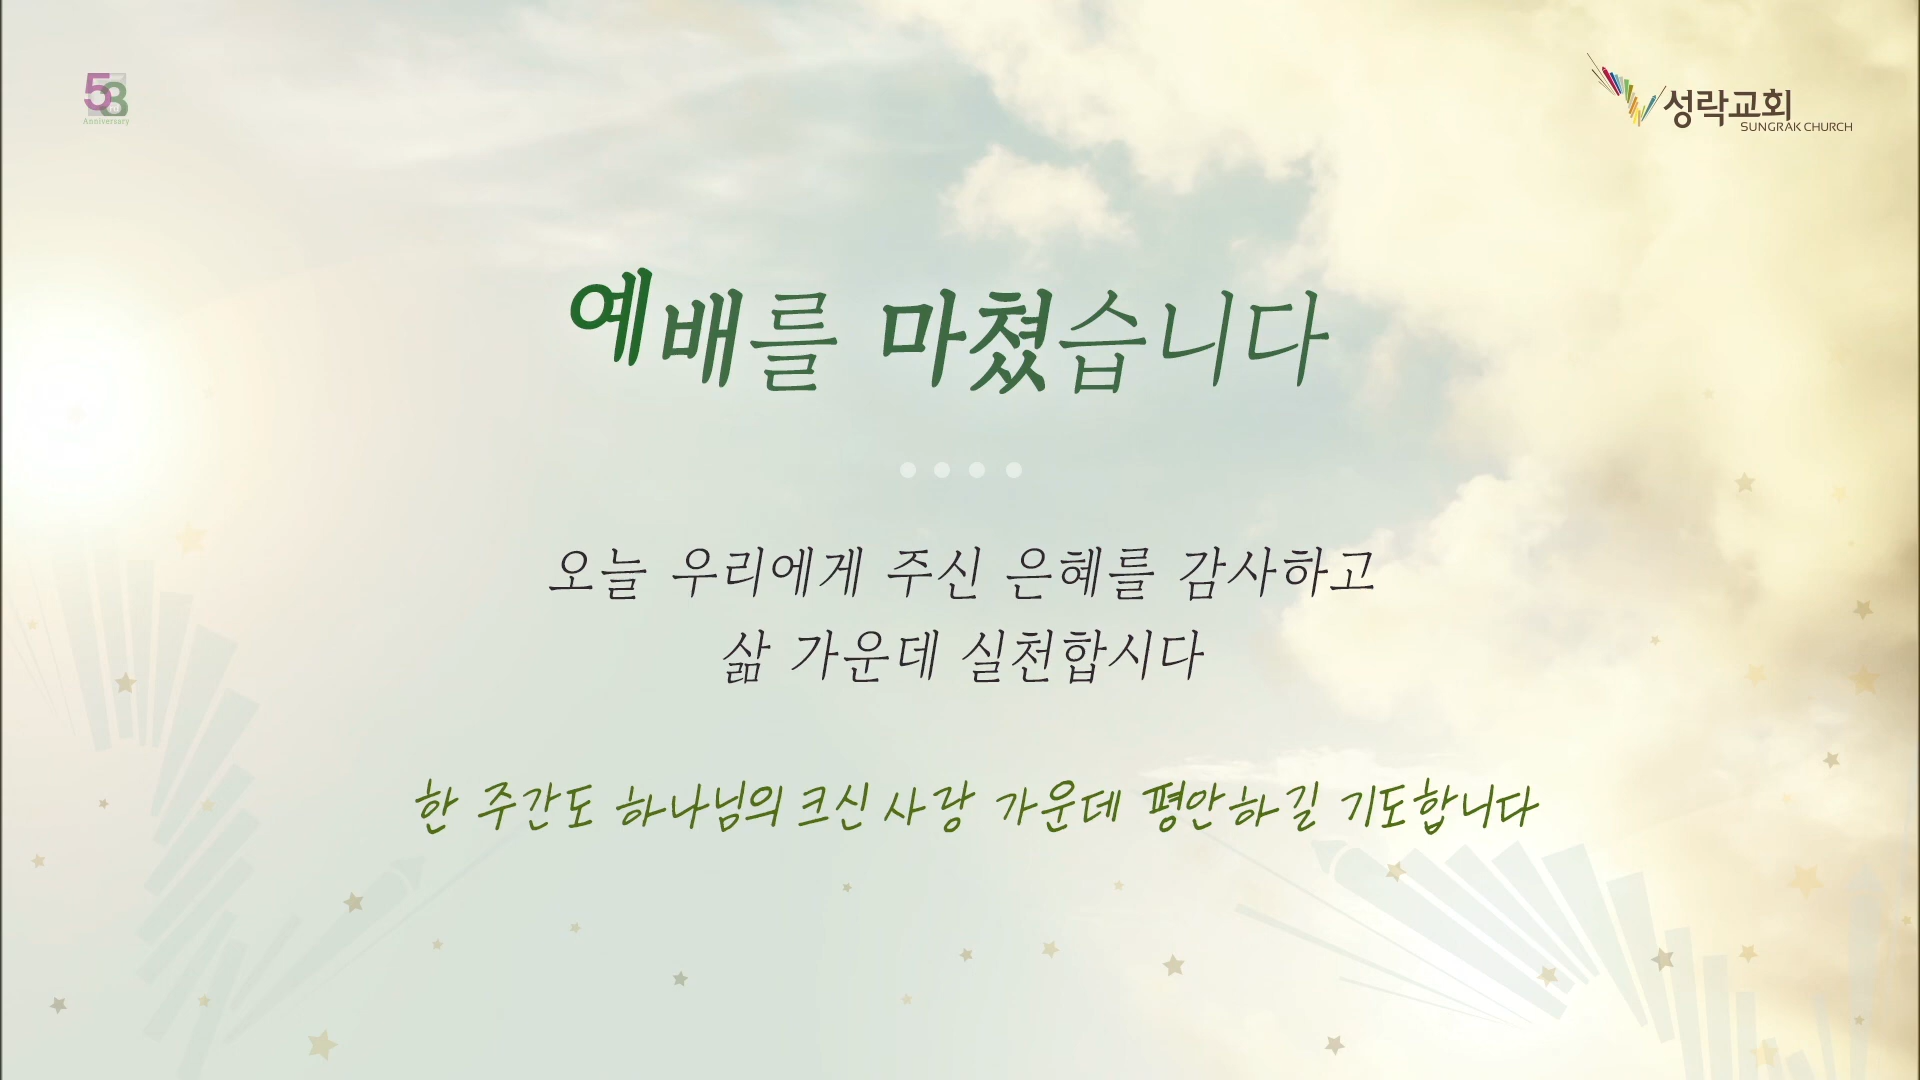 53
Anniversary
성락교회
SUNGRAK CHURCH
예배를 마쳤습니다
오늘 우리에게 주신 은혜를 감사하고
삶 가운데 실천합시다
한 주간도 하나님의 크신 사랑 가운데 평안하길 기도합니다